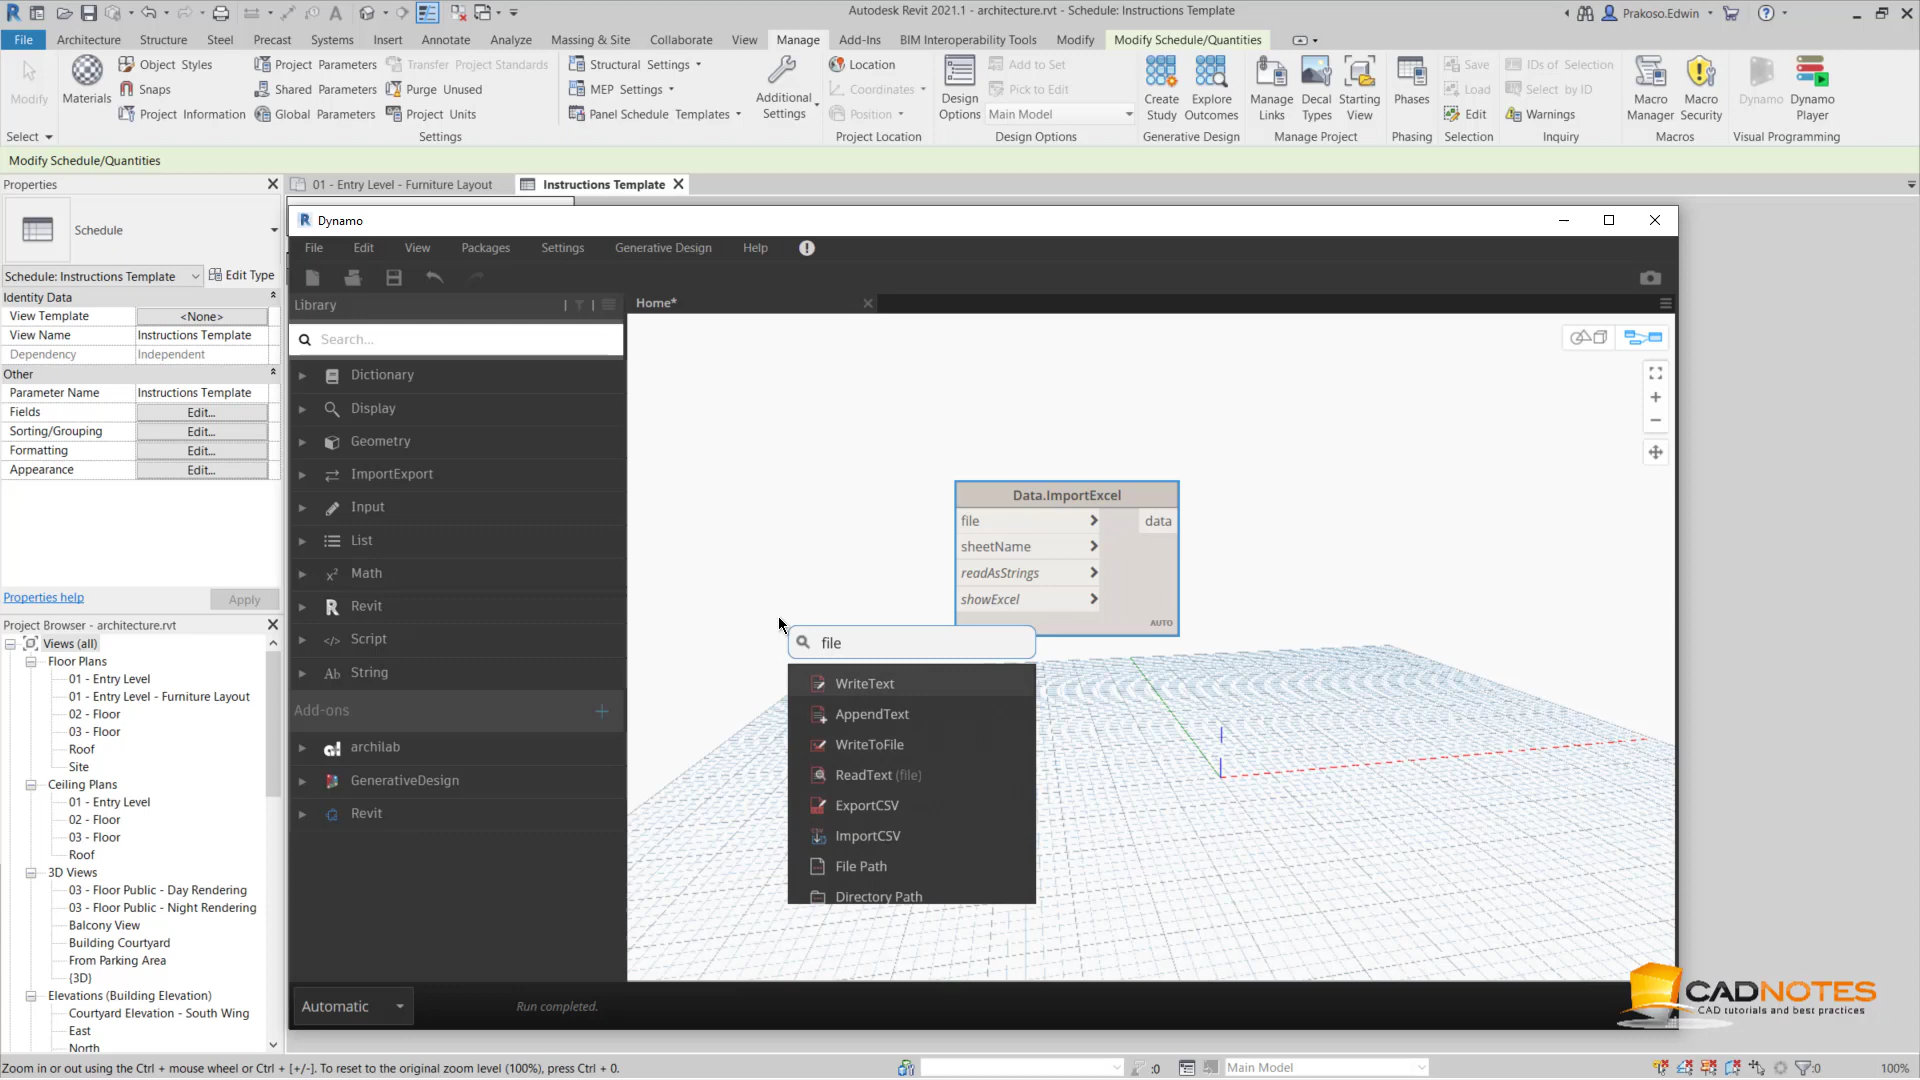 Autodesk Revit 2021.1 - architecture.rvt - Schedule: Instructions Template
Prakoso.Edwin
File Architecture Structure Steel Precast Systems Insert Annotate Analyze Massing & Site Collaborate View Manage Add-Ins BIM Interoperability Tools Modify Modify Schedule/Quantities
Modify
Select
Materials
Object Styles
Snaps
Project Information
Project Parameters
Shared Parameters
Global Parameters
Transfer Project Standards
Purge Unused
Project Units
Settings
Structural Settings
MEP Settings
Panel Schedule Templates
Additional Settings
Location
Coordinates
Position
Project Location
Design Options
Add to Set
Pick to Edit
Main Model
Design Options
Create Study
Explore Outcomes
Generative Design
Manage Links
Decal Types
Starting View
Manage Project
Phases
Phasing
Save
Load
Edit
Selection
IDs of Selection
Select by ID
Warnings
Inquiry
Macro Manager
Macro Security
Macros
Dynamo
Dynamo Player
Visual Programming
Modify Schedule/Quantities
Properties
01 - Entry Level - Furniture Layout
Instructions Template
Schedule
Schedule: Instructions Template
Edit Type
Identity Data
View Template <None>
View Name Instructions Template
Dependency Independent
Other
Parameter Name Instructions Template
Fields Edit...
Sorting/Grouping Edit...
Formatting Edit...
Appearance Edit...
Properties help
Apply
Project Browser - architecture.rvt
Views (all)
Floor Plans
01 - Entry Level
01 - Entry Level - Furniture Layout
02 - Floor
03 - Floor
Roof
Site
Ceiling Plans
01 - Entry Level
02 - Floor
03 - Floor
Roof
3D Views
03 - Floor Public - Day Rendering
03 - Floor Public - Night Rendering
Balcony View
Building Courtyard
From Parking Area
{3D}
Elevations (Building Elevation)
Courtyard Elevation - South Wing
East
North
Dynamo
File Edit View Packages Settings Generative Design Help
Library
Search...
Dictionary
Display
Geometry
ImportExport
Input
List
Math
Revit
Script
String
Add-ons
archilab
GenerativeDesign
Revit
Home*
Data.ImportExcel
file data
sheetName
readAsStrings
showExcel
AUTO
file
WriteText
AppendText
WriteToFile
ReadText (file)
ExportCSV
ImportCSV
File Path
Directory Path
Automatic
Run completed.
CADNOTES
CAD tutorials and best practices
Zoom in or out using the Ctrl + mouse wheel or Ctrl + [+/-]. To reset to the original zoom level (100%), press Ctrl + 0.
:0
Main Model
:0
100%